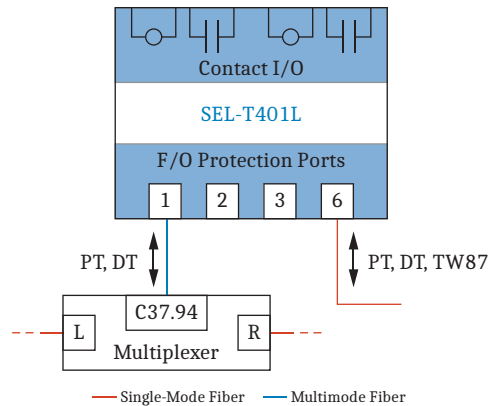 Contact I/O
SEL-T401L
F/O Protection Ports
1 2 3 6
PT, DT
PT, DT, TW87
C37.94
L R
Multiplexer
Single-Mode Fiber Multimode Fiber